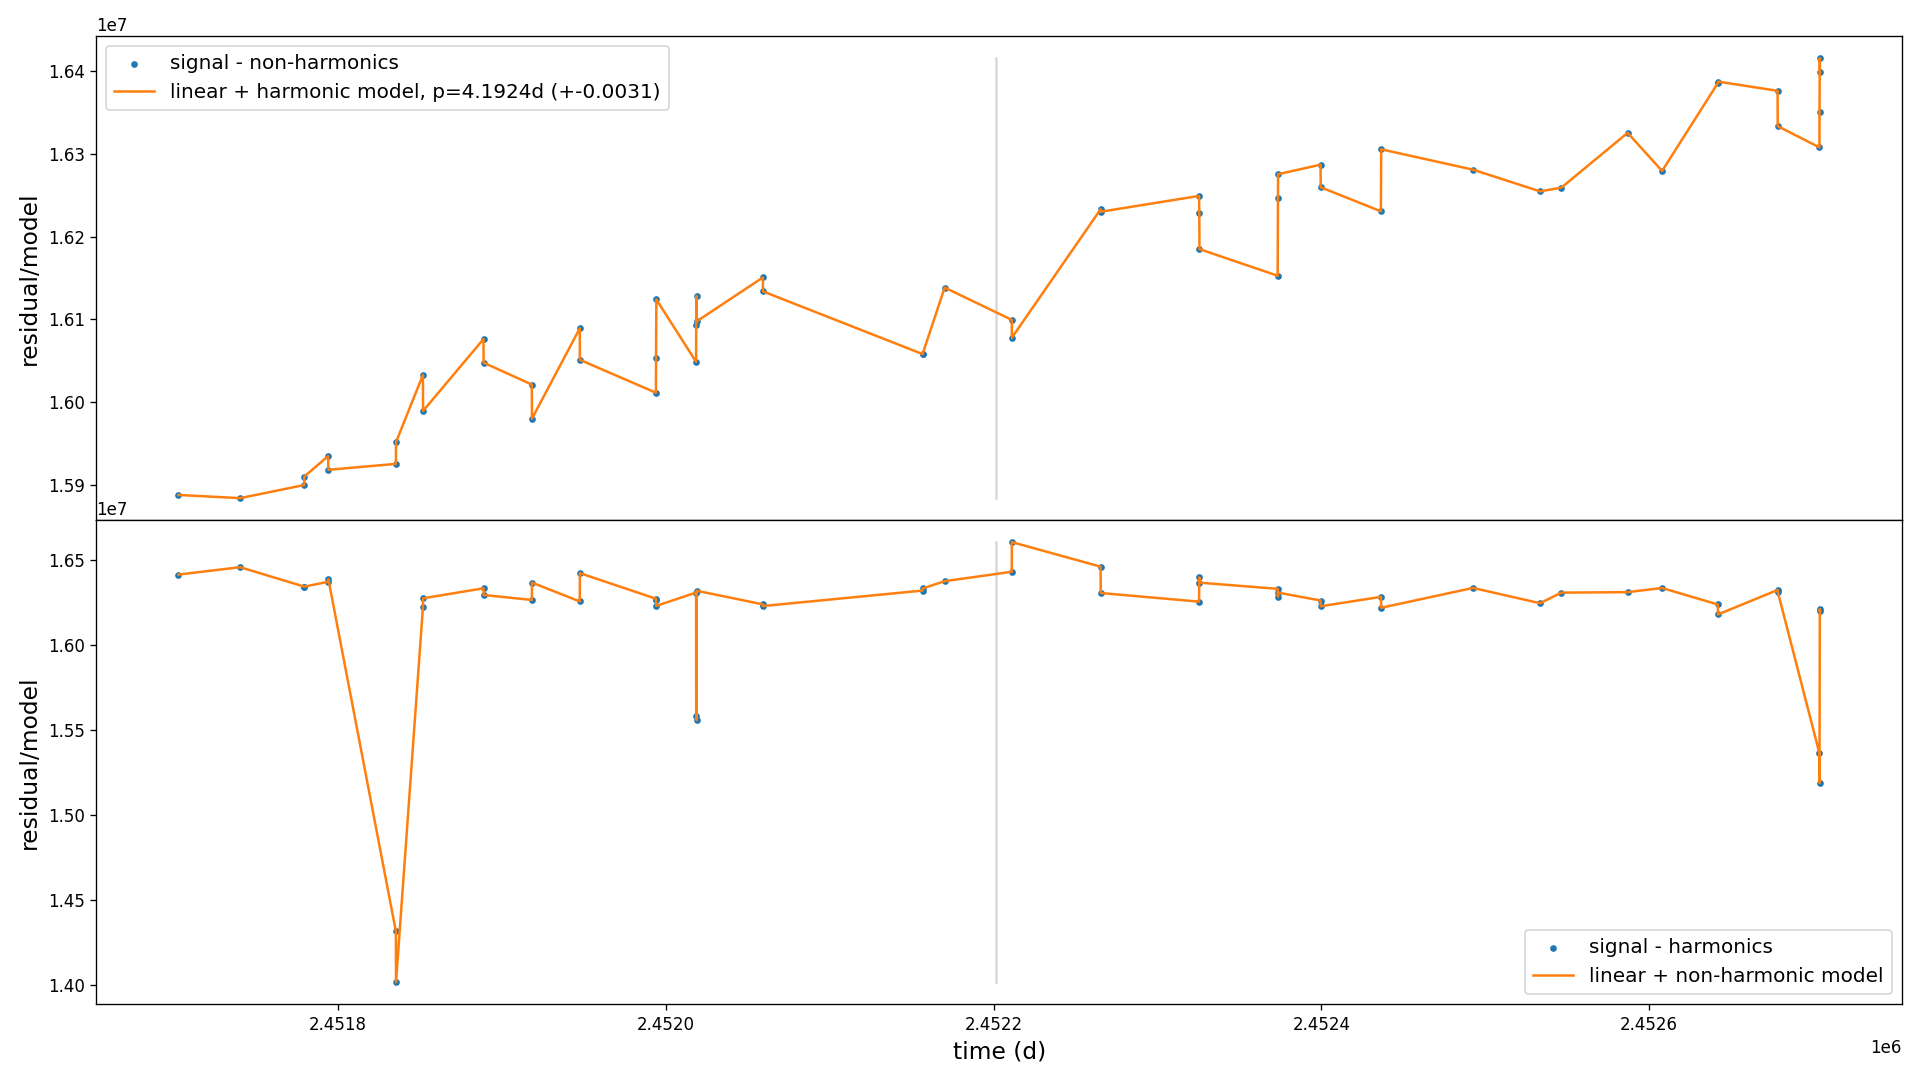 1e7
signal - non-harmonics
linear + harmonic model, p=4.1924d (+-0.0031)
1.64
1.63
1.62
1.61
1.60
1.59
residual/model
1e7
1.65
1.60
1.55
1.50
1.45
1.40
residual/model
signal - harmonics
linear + non-harmonic model
2.4518
2.4520
2.4522
2.4524
2.4526
time (d)
1e6